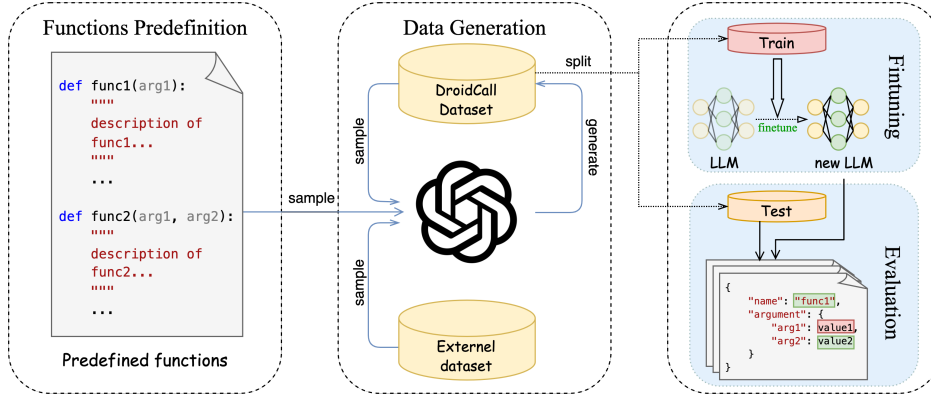 Functions Predefinition
def func1(arg1):
"""
description of
func1...
"""
...
def func2(arg1, arg2):
"""
description of
func2...
"""
...
Predefined functions
sample
Data Generation
DroidCall
Dataset
sample
generate
sample
Externel
dataset
split
Train
finetune
LLM
new LLM
Fintuning
Test
{
"name": "func1",
"argument": {
"arg1": value1,
"arg2": value2
}
}
Evaluation